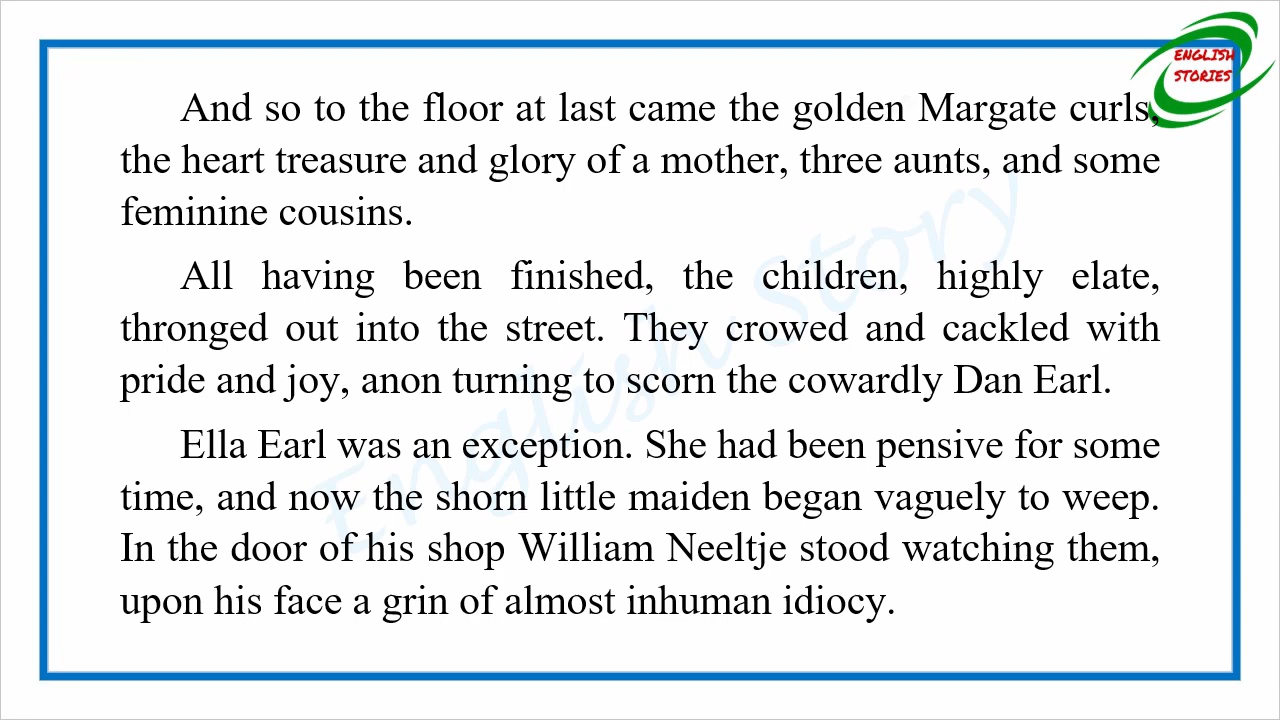 ENGLISH
STORIES
And so to the floor at last came the golden Margate curls,
the heart treasure and glory of a mother, three aunts, and some
feminine cousins.
All having been finished, the children, highly elate,
thronged out into the street. They crowed and cackled with
pride and joy, anon turning to scorn the cowardly Dan Earl.
Ella Earl was an exception. She had been pensive for some
time, and now the shorn little maiden began vaguely to weep.
In the door of his shop William Neeltje stood watching them,
upon his face a grin of almost inhuman idiocy.
English Story